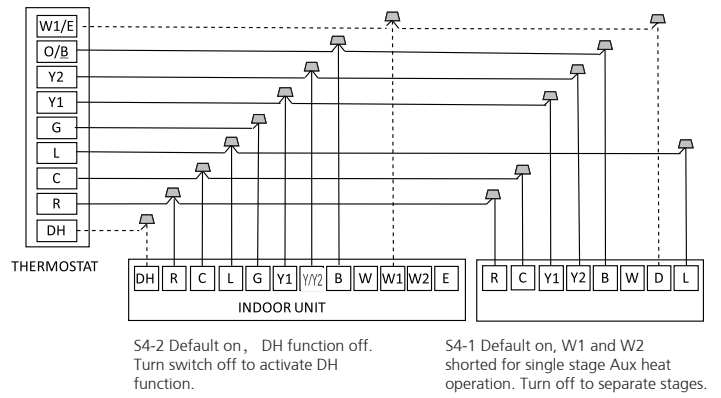 W1/E
O/B
Y2
Y1
G
L
C
R
DH
THERMOSTAT
DH R C L G Y1 Y/Y2 B W W1 W2 E
INDOOR UNIT
R C Y1 Y2 B W D L
S4-2 Default on， DH function off.
Turn switch off to activate DH
function.
S4-1 Default on, W1 and W2
shorted for single stage Aux heat
operation. Turn off to separate stages.